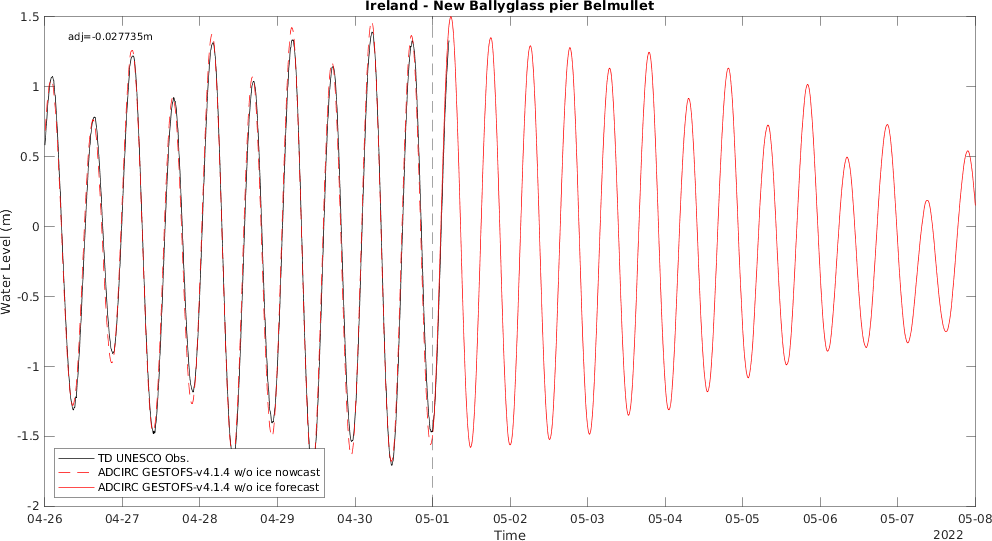 Ireland - New Ballyglass pier Belmullet
adj=-0.027735m
1.5
1
0.5
0
-0.5
-1
-1.5
-2
Water Level (m)
TD UNESCO Obs.
ADCIRC GESTOFS-v4.1.4 w/o ice nowcast
ADCIRC GESTOFS-v4.1.4 w/o ice forecast
04-26 04-27 04-28 04-29 04-30 05-01 05-02 05-03 05-04 05-05 05-06 05-07 05-08
Time
2022